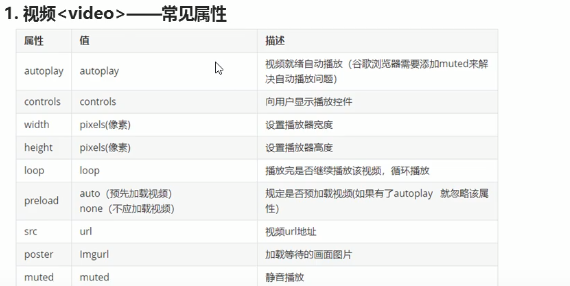 1. 视频<video>——常见属性
属性 值 描述
autoplay autoplay 视频就绪自动播放（谷歌浏览器需要添加muted来解
决自动播放问题）
controls controls 向用户显示播放控件
width pixels(像素) 设置播放器宽度
height pixels(像素) 设置播放器高度
loop loop 播放完是否继续播放该视频，循环播放
preload auto（预先加载视频） 规定是否预加载视频(如果有了autoplay 就忽略该属
none（不应加载视频） 性）
src url 视频url地址
poster Imgurl 加载等待的画面图片
muted muted 静音播放